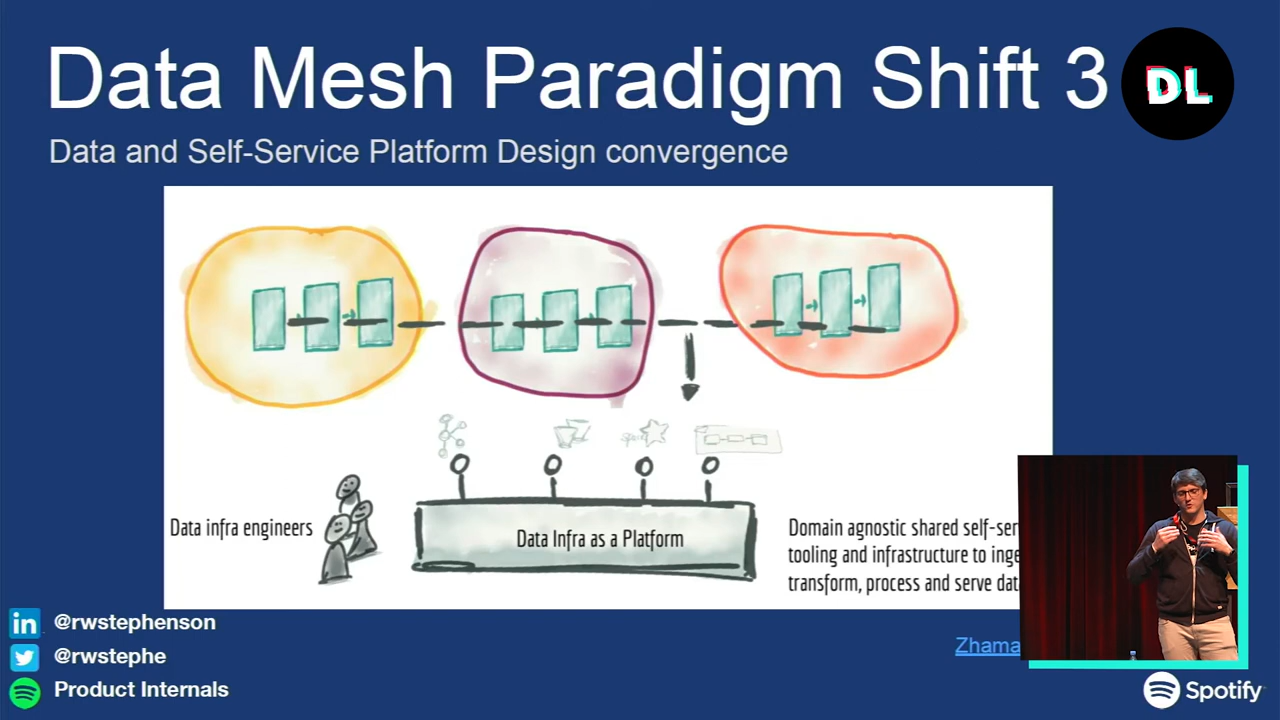 Data Mesh Paradigm Shift 3
DL
Data and Self-Service Platform Design convergence
Data infra engineers
Data Infra as a Platform
Domain agnostic shared self-ser
tooling and infrastructure to inge
transform, process and serve dat
in @rwstephenson
@rwstephe
Product Internals
Zhama
Spotify